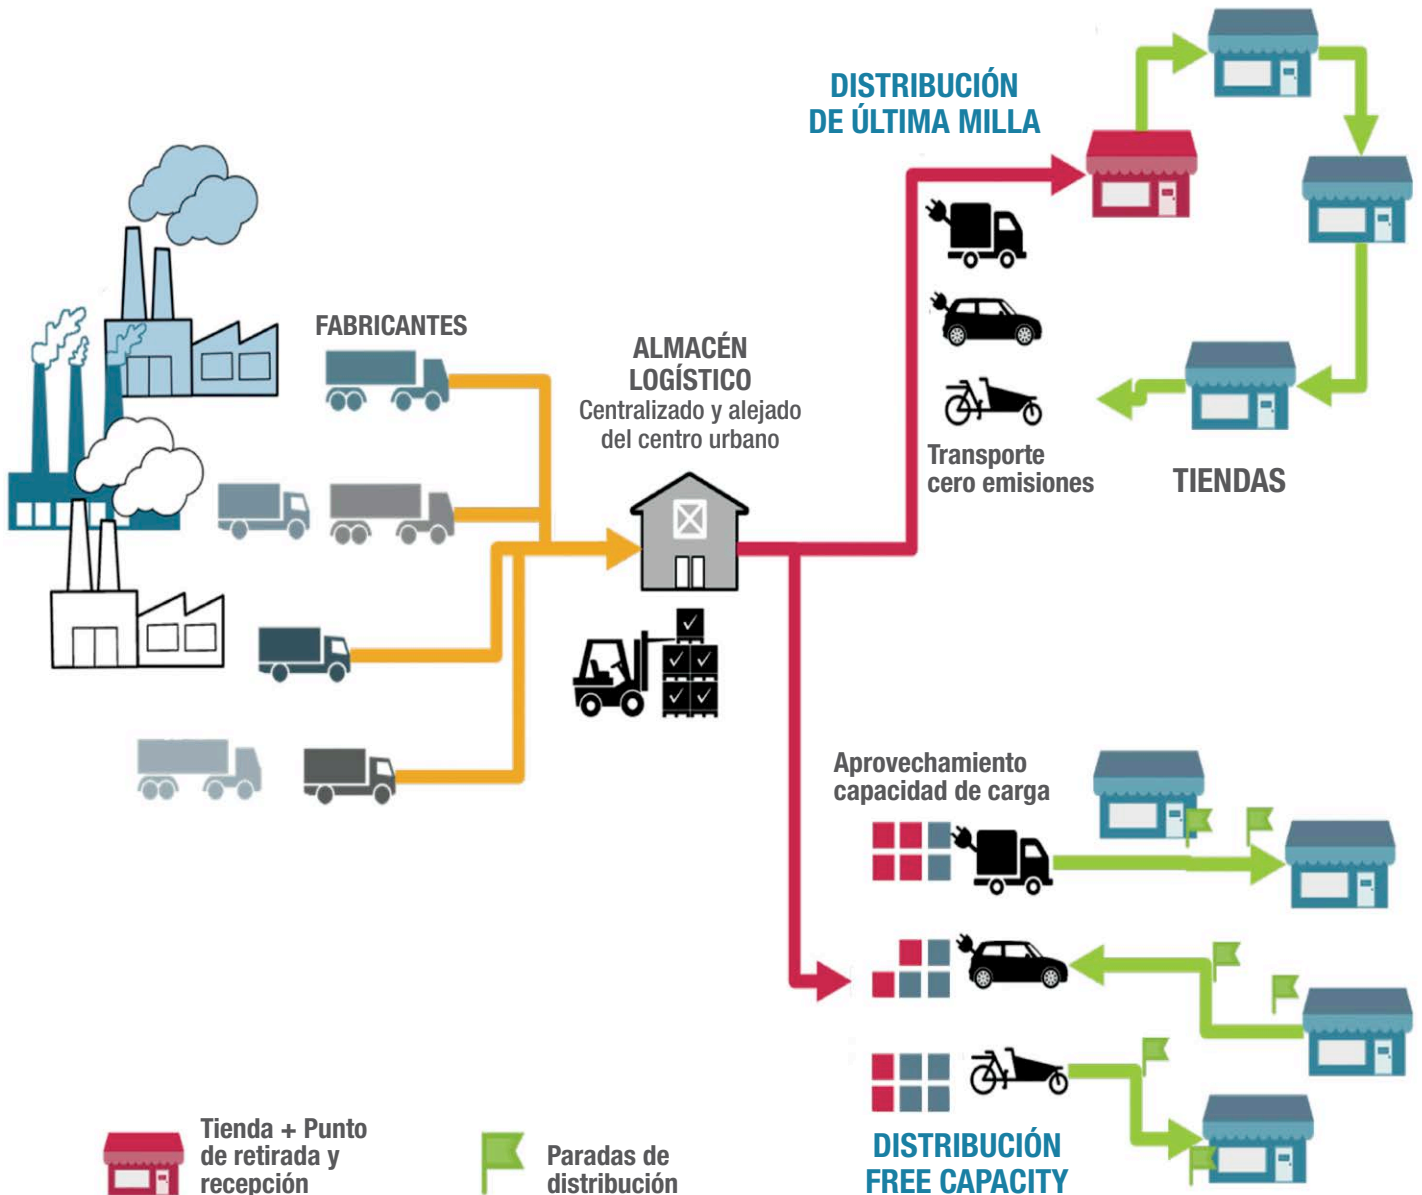 DISTRIBUCIÓN
DE ÚLTIMA MILLA
FABRICANTES
ALMACÉN
LOGÍSTICO
Centralizado y alejado
del centro urbano
Transporte
cero emisiones
TIENDAS
Aprovechamiento
capacidad de carga
DISTRIBUCIÓN
FREE CAPACITY
Tienda + Punto
de retirada y
recepción
Paradas de
distribución